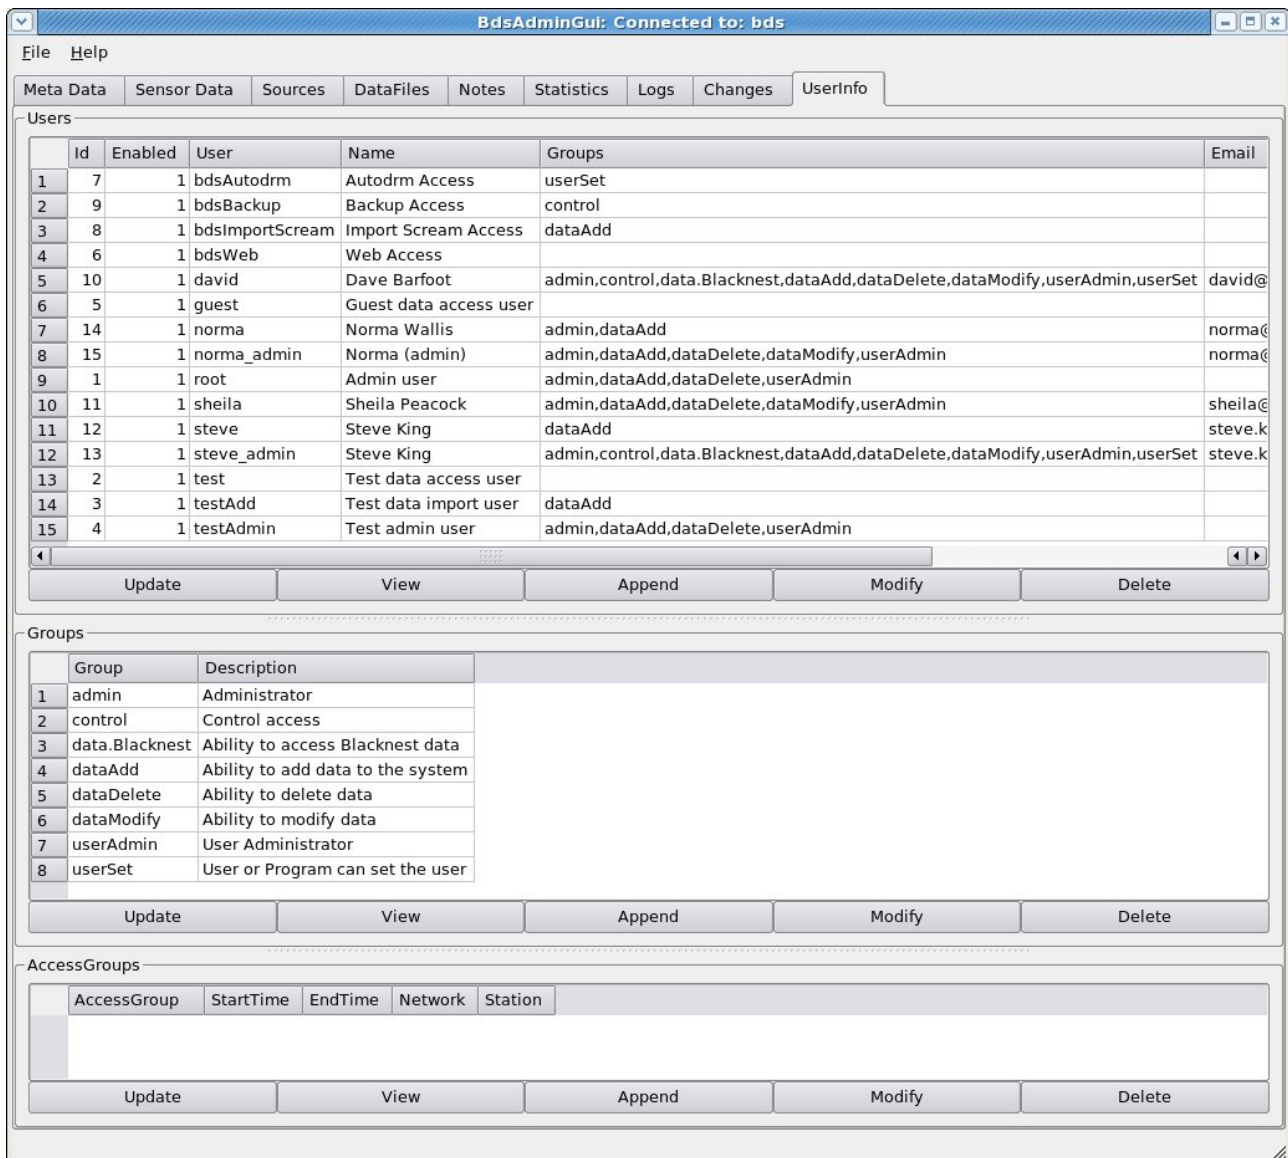 BdsAdminGui: Connected to: bds
File Help
Meta Data Sensor Data Sources DataFiles Notes Statistics Logs Changes UserInfo
Users
Id Enabled User Name Groups Email
1 7 1 bdsAutodrm Autodrm Access userSet
2 9 1 bdsBackup Backup Access control
3 8 1 bdsImportScream Import Scream Access dataAdd
4 6 1 bdsWeb Web Access
5 10 1 david Dave Barfoot admin,control,data.Blacknest,dataAdd,dataDelete,dataModify,userAdmin,userSet david@
6 5 1 guest Guest data access user
7 14 1 norma Norma Wallis admin,dataAdd norma@
8 15 1 norma_admin Norma (admin) admin,dataAdd,dataDelete,dataModify,userAdmin norma@
9 1 1 root Admin user admin,dataAdd,dataDelete,userAdmin
10 11 1 sheila Sheila Peacock admin,dataAdd,dataDelete,dataModify,userAdmin sheila@
11 12 1 steve Steve King dataAdd steve.k
12 13 1 steve_admin Steve King admin,control,data.Blacknest,dataAdd,dataDelete,dataModify,userAdmin,userSet steve.k
13 2 1 test Test data access user
14 3 1 testAdd Test data import user dataAdd
15 4 1 testAdmin Test admin user admin,dataAdd,dataDelete,userAdmin
Update View Append Modify Delete
Groups
Group Description
1 admin Administrator
2 control Control access
3 data.Blacknest Ability to access Blacknest data
4 dataAdd Ability to add data to the system
5 dataDelete Ability to delete data
6 dataModify Ability to modify data
7 userAdmin User Administrator
8 userSet User or Program can set the user
Update View Append Modify Delete
AccessGroups
AccessGroup StartTime EndTime Network Station
Update View Append Modify Delete